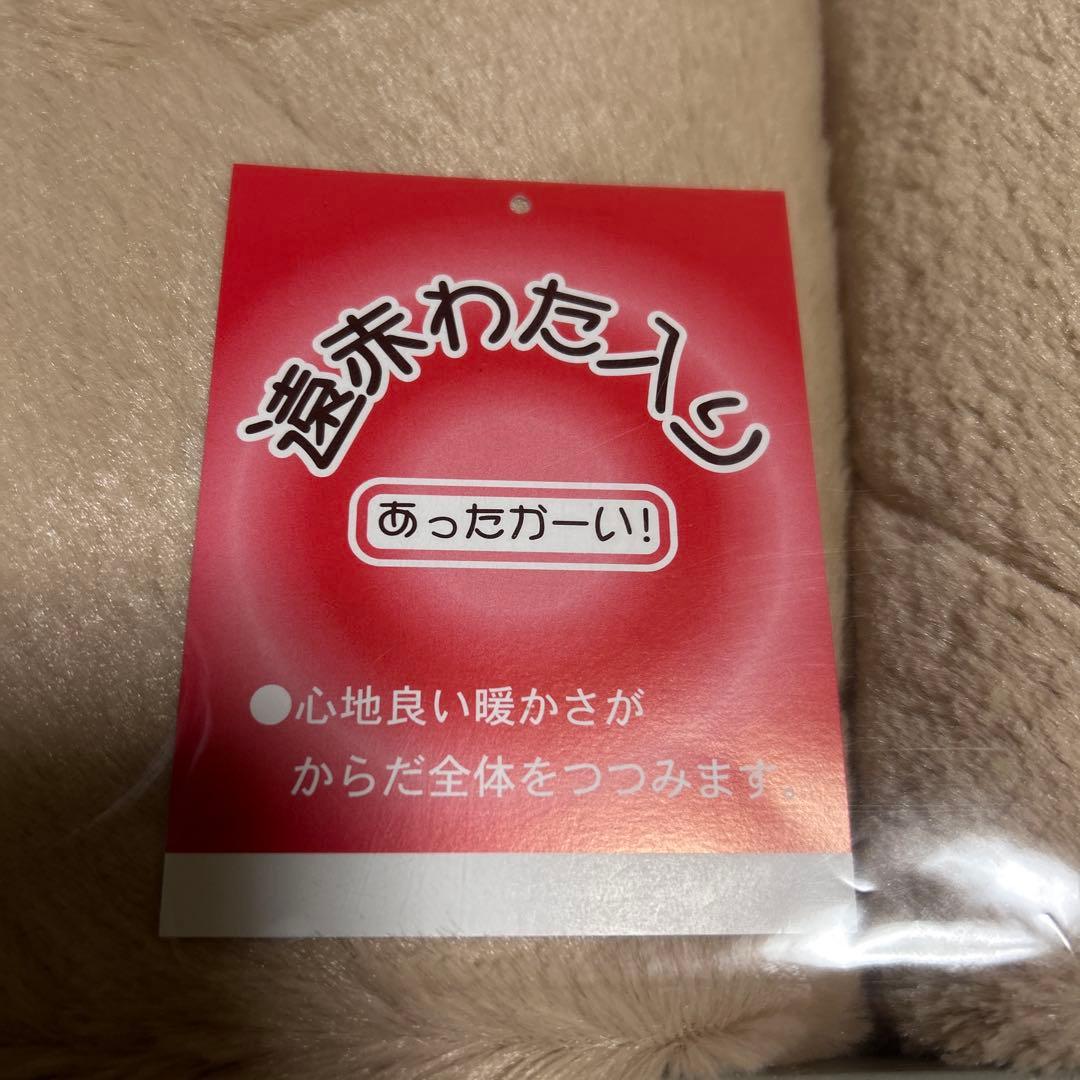 遠赤わた入り
あったかーい!
●心地良い暖かさが
からだ全体をつつみます。